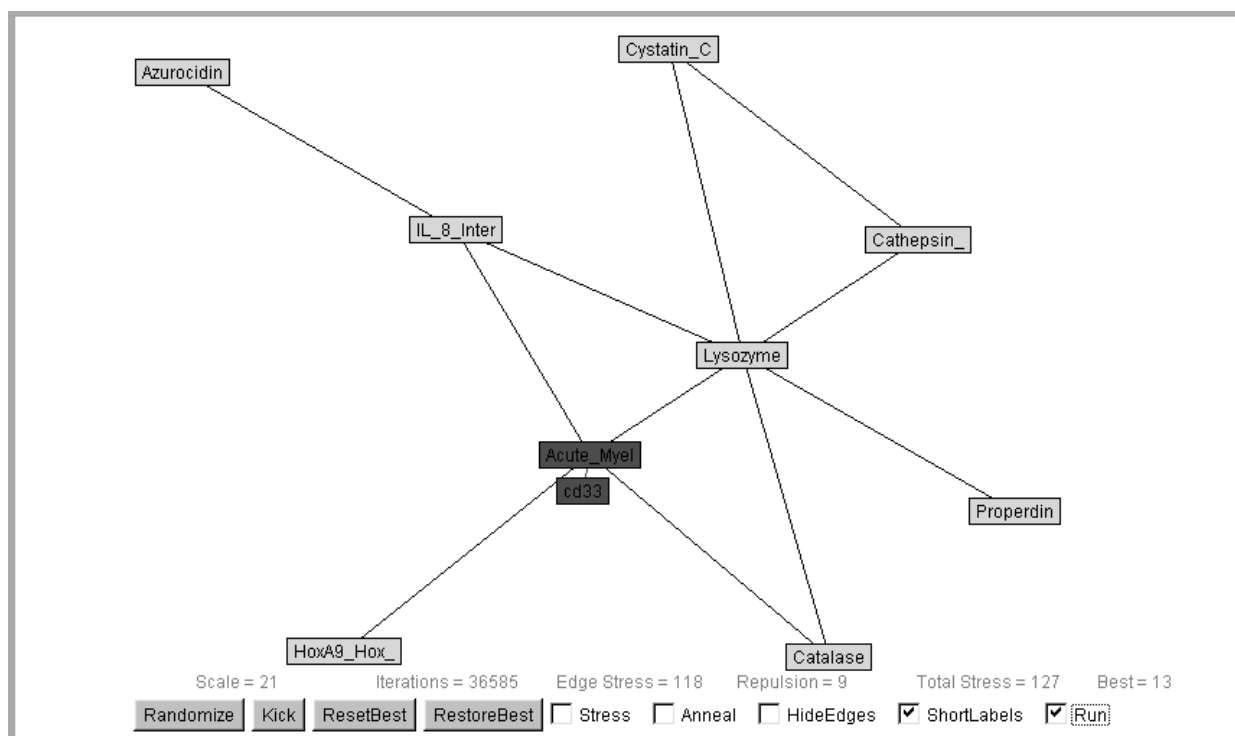 Cystatin_C
Azurocidin
IL_8_Inter
Cathepsin_
Lysozyme
Acute_Myel
cd33
Properdin
HoxA9_Hox_
Catalase
Scale = 21 Iterations = 36585 Edge Stress = 118 Repulsion = 9 Total Stress = 127 Best = 13
Randomize Kick ResetBest RestoreBest Stress Anneal HideEdges ShortLabels Run